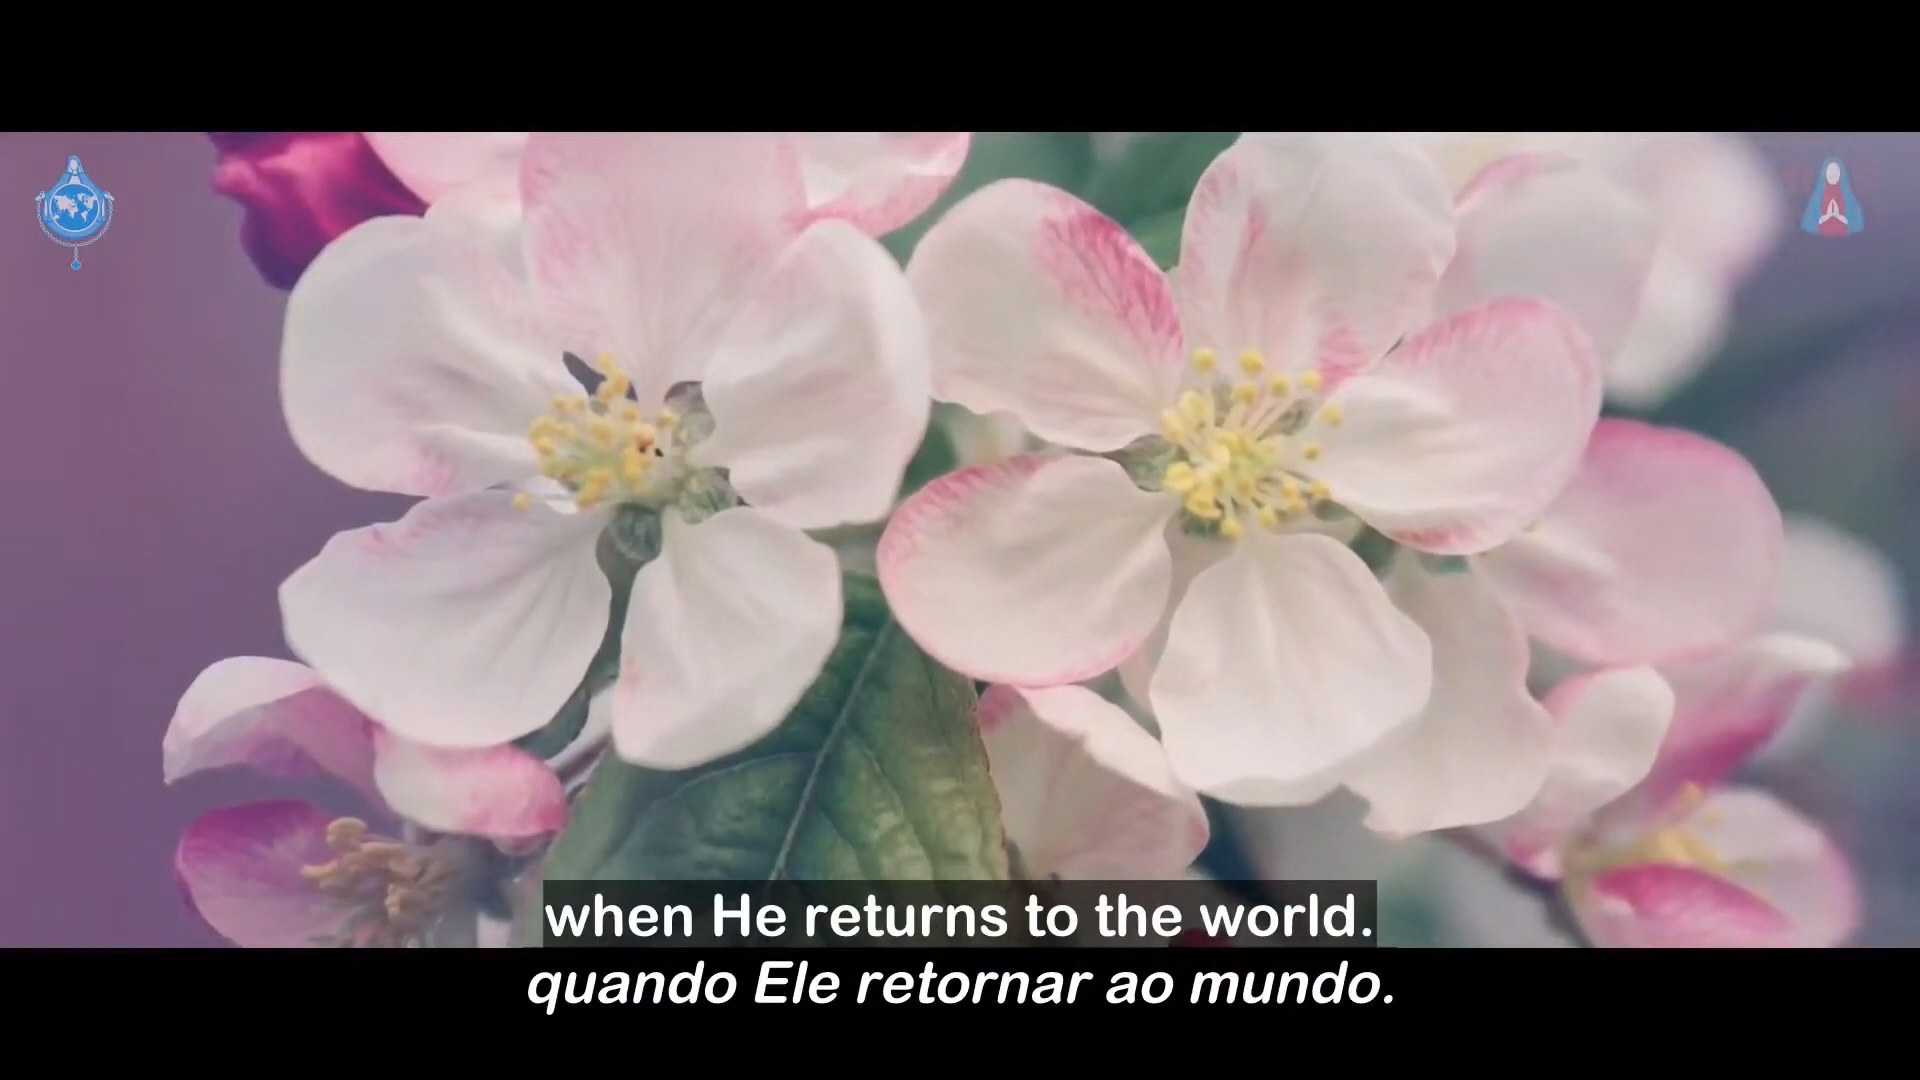 when He returns to the world.
quando Ele retornar ao mundo.